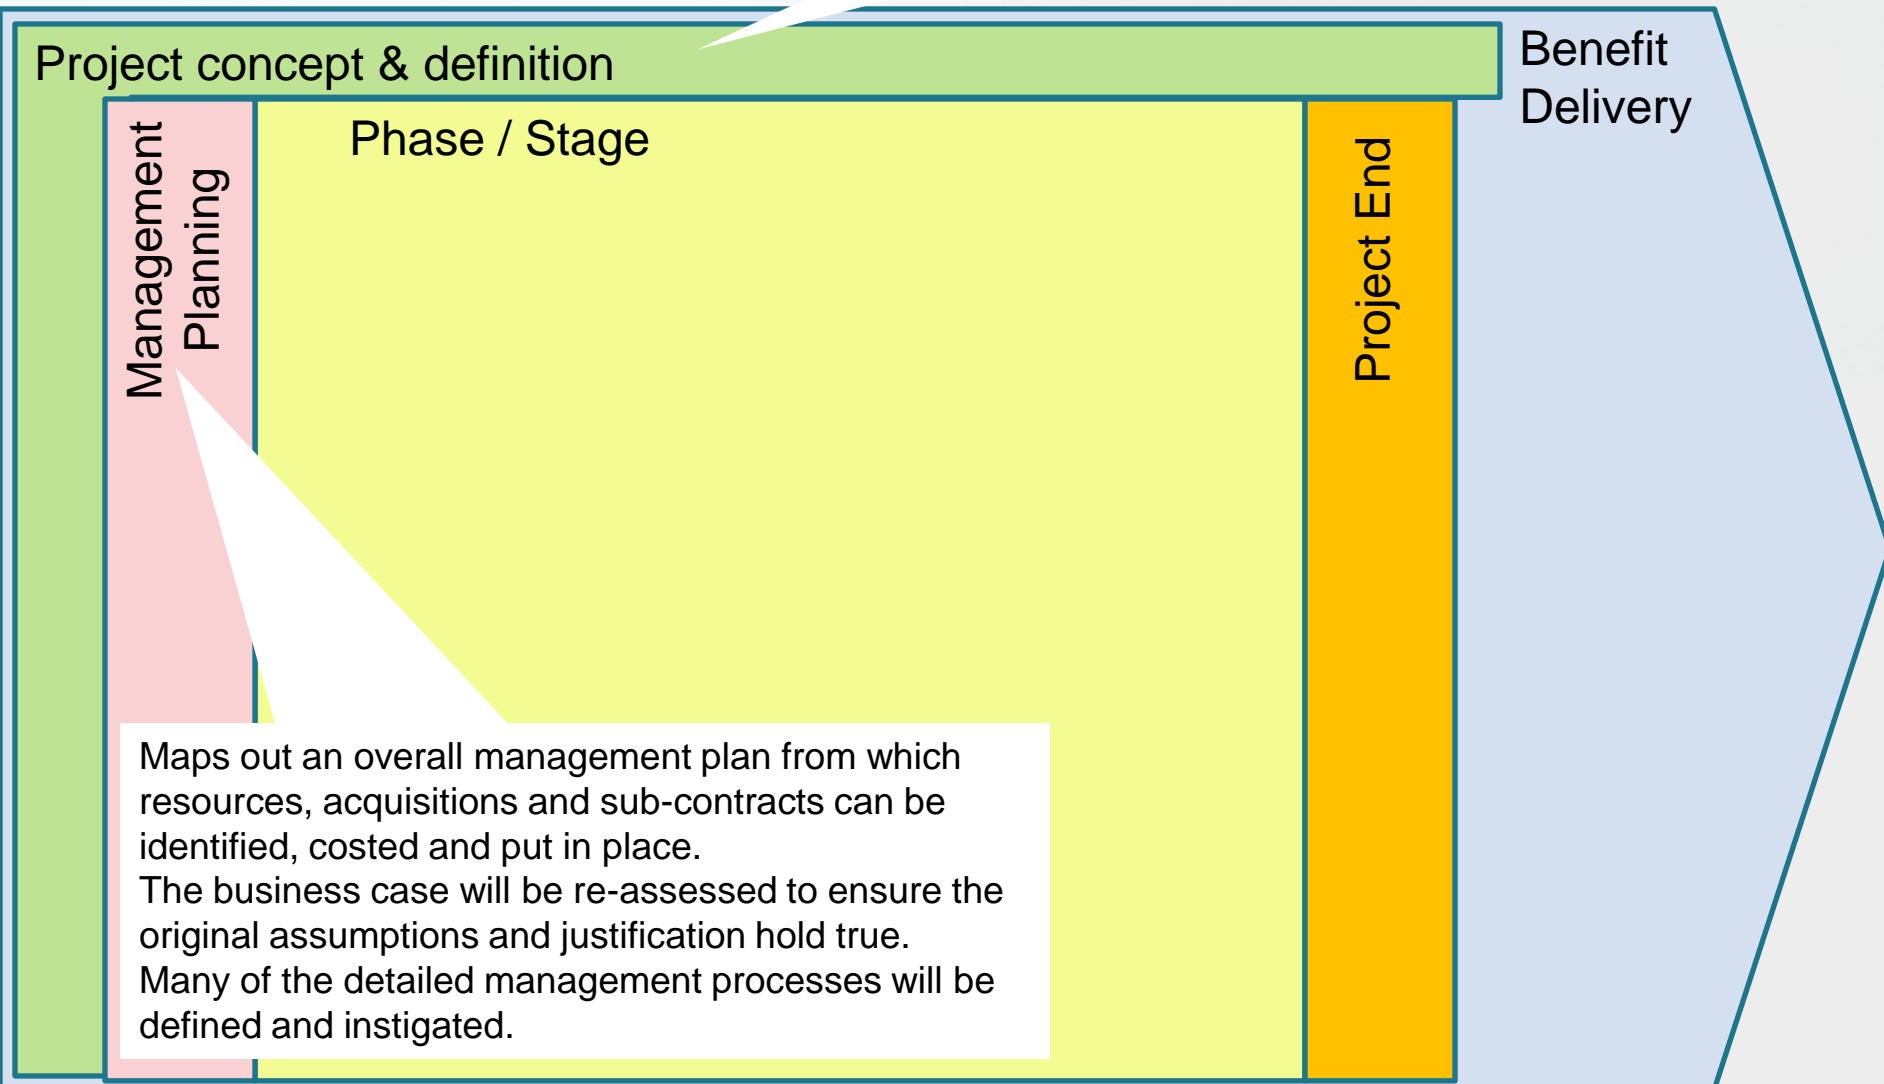 Project concept & definition
Benefit
Delivery
Management
Planning
Phase / Stage
Project End
Maps out an overall management plan from which
resources, acquisitions and sub-contracts can be
identified, costed and put in place.
The business case will be re-assessed to ensure the
original assumptions and justification hold true.
Many of the detailed management processes will be
defined and instigated.